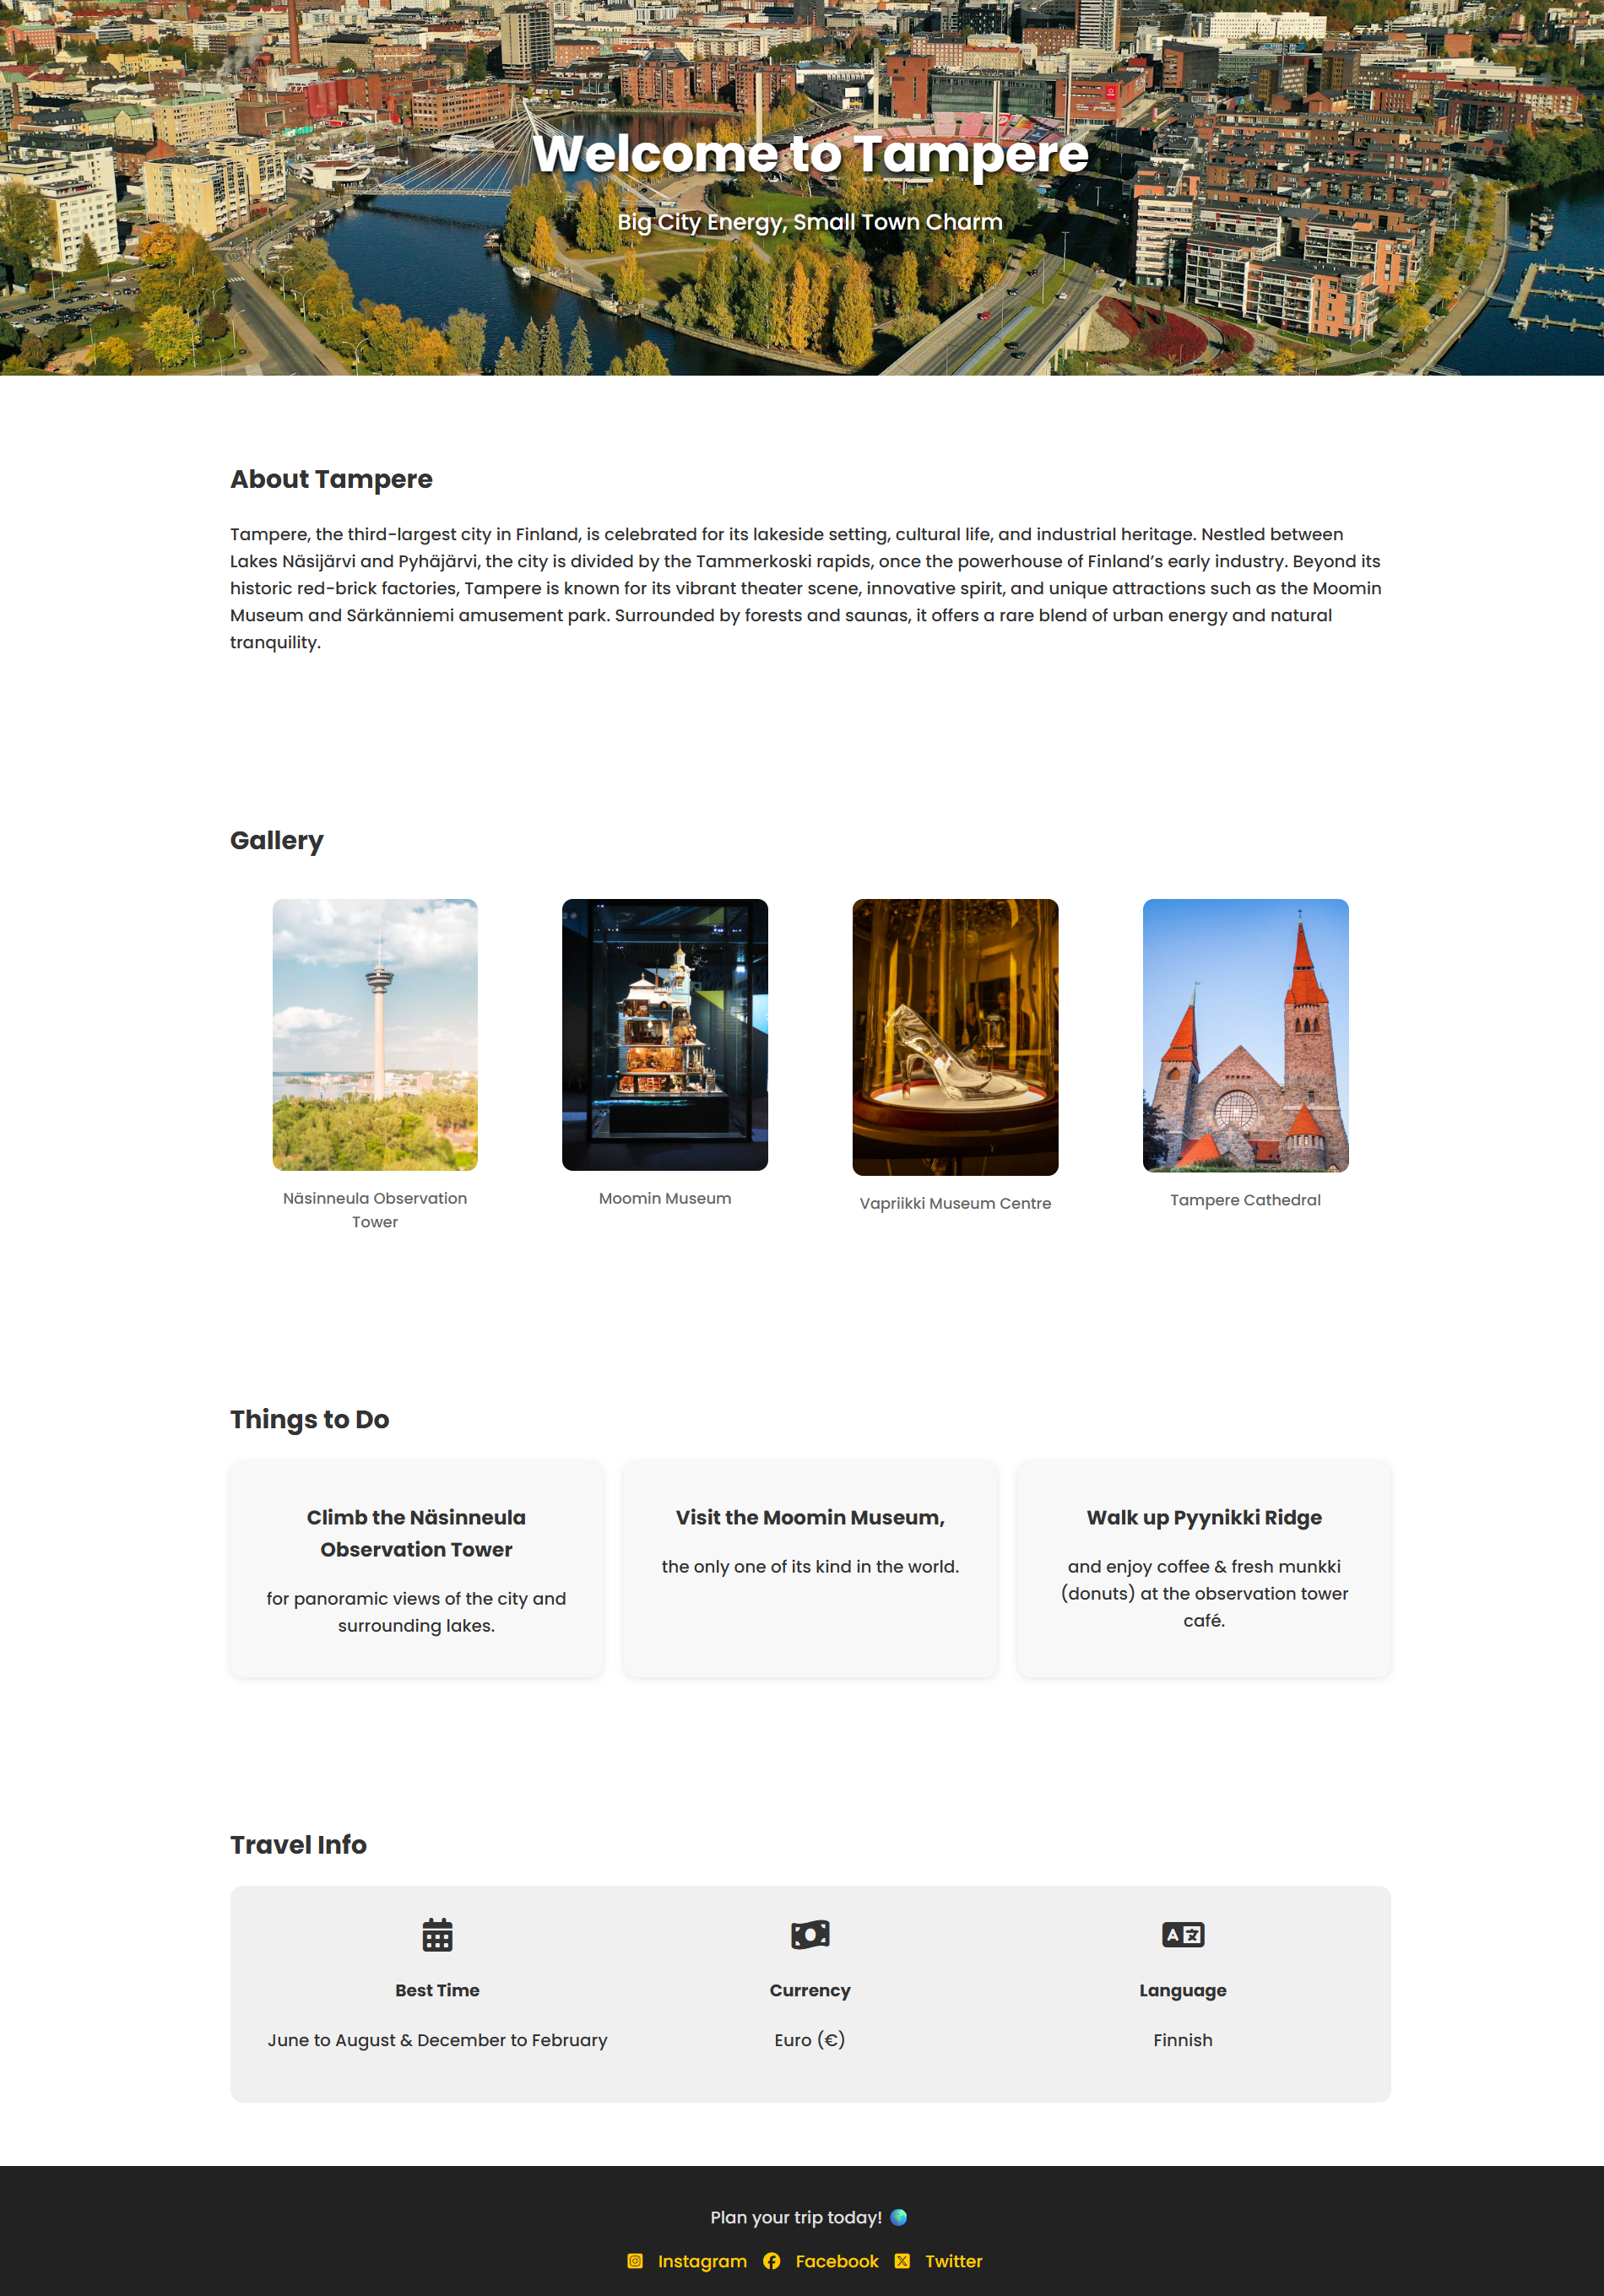 Welcome to Tampere
Big City Energy, Small Town Charm
About Tampere
Tampere, the third-largest city in Finland, is celebrated for its lakeside setting, cultural life, and industrial heritage. Nestled between
Lakes Näsijärvi and Pyhäjärvi, the city is divided by the Tammerkoski rapids, once the powerhouse of Finland’s early industry. Beyond its
historic red-brick factories, Tampere is known for its vibrant theater scene, innovative spirit, and unique attractions such as the Moomin
Museum and Särkänniemi amusement park. Surrounded by forests and saunas, it offers a rare blend of urban energy and natural
tranquility.
Gallery
Näsinneula Observation
Tower
Moomin Museum
Vapriikki Museum Centre
Tampere Cathedral
Things to Do
Climb the Näsinneula
Observation Tower
for panoramic views of the city and
surrounding lakes.
Visit the Moomin Museum,
the only one of its kind in the world.
Walk up Pyynikki Ridge
and enjoy coffee & fresh munkki
(donuts) at the observation tower
café.
Travel Info
Best Time
June to August & December to February
Currency
Euro (€)
Language
Finnish
Plan your trip today! 🌍
Instagram Facebook Twitter